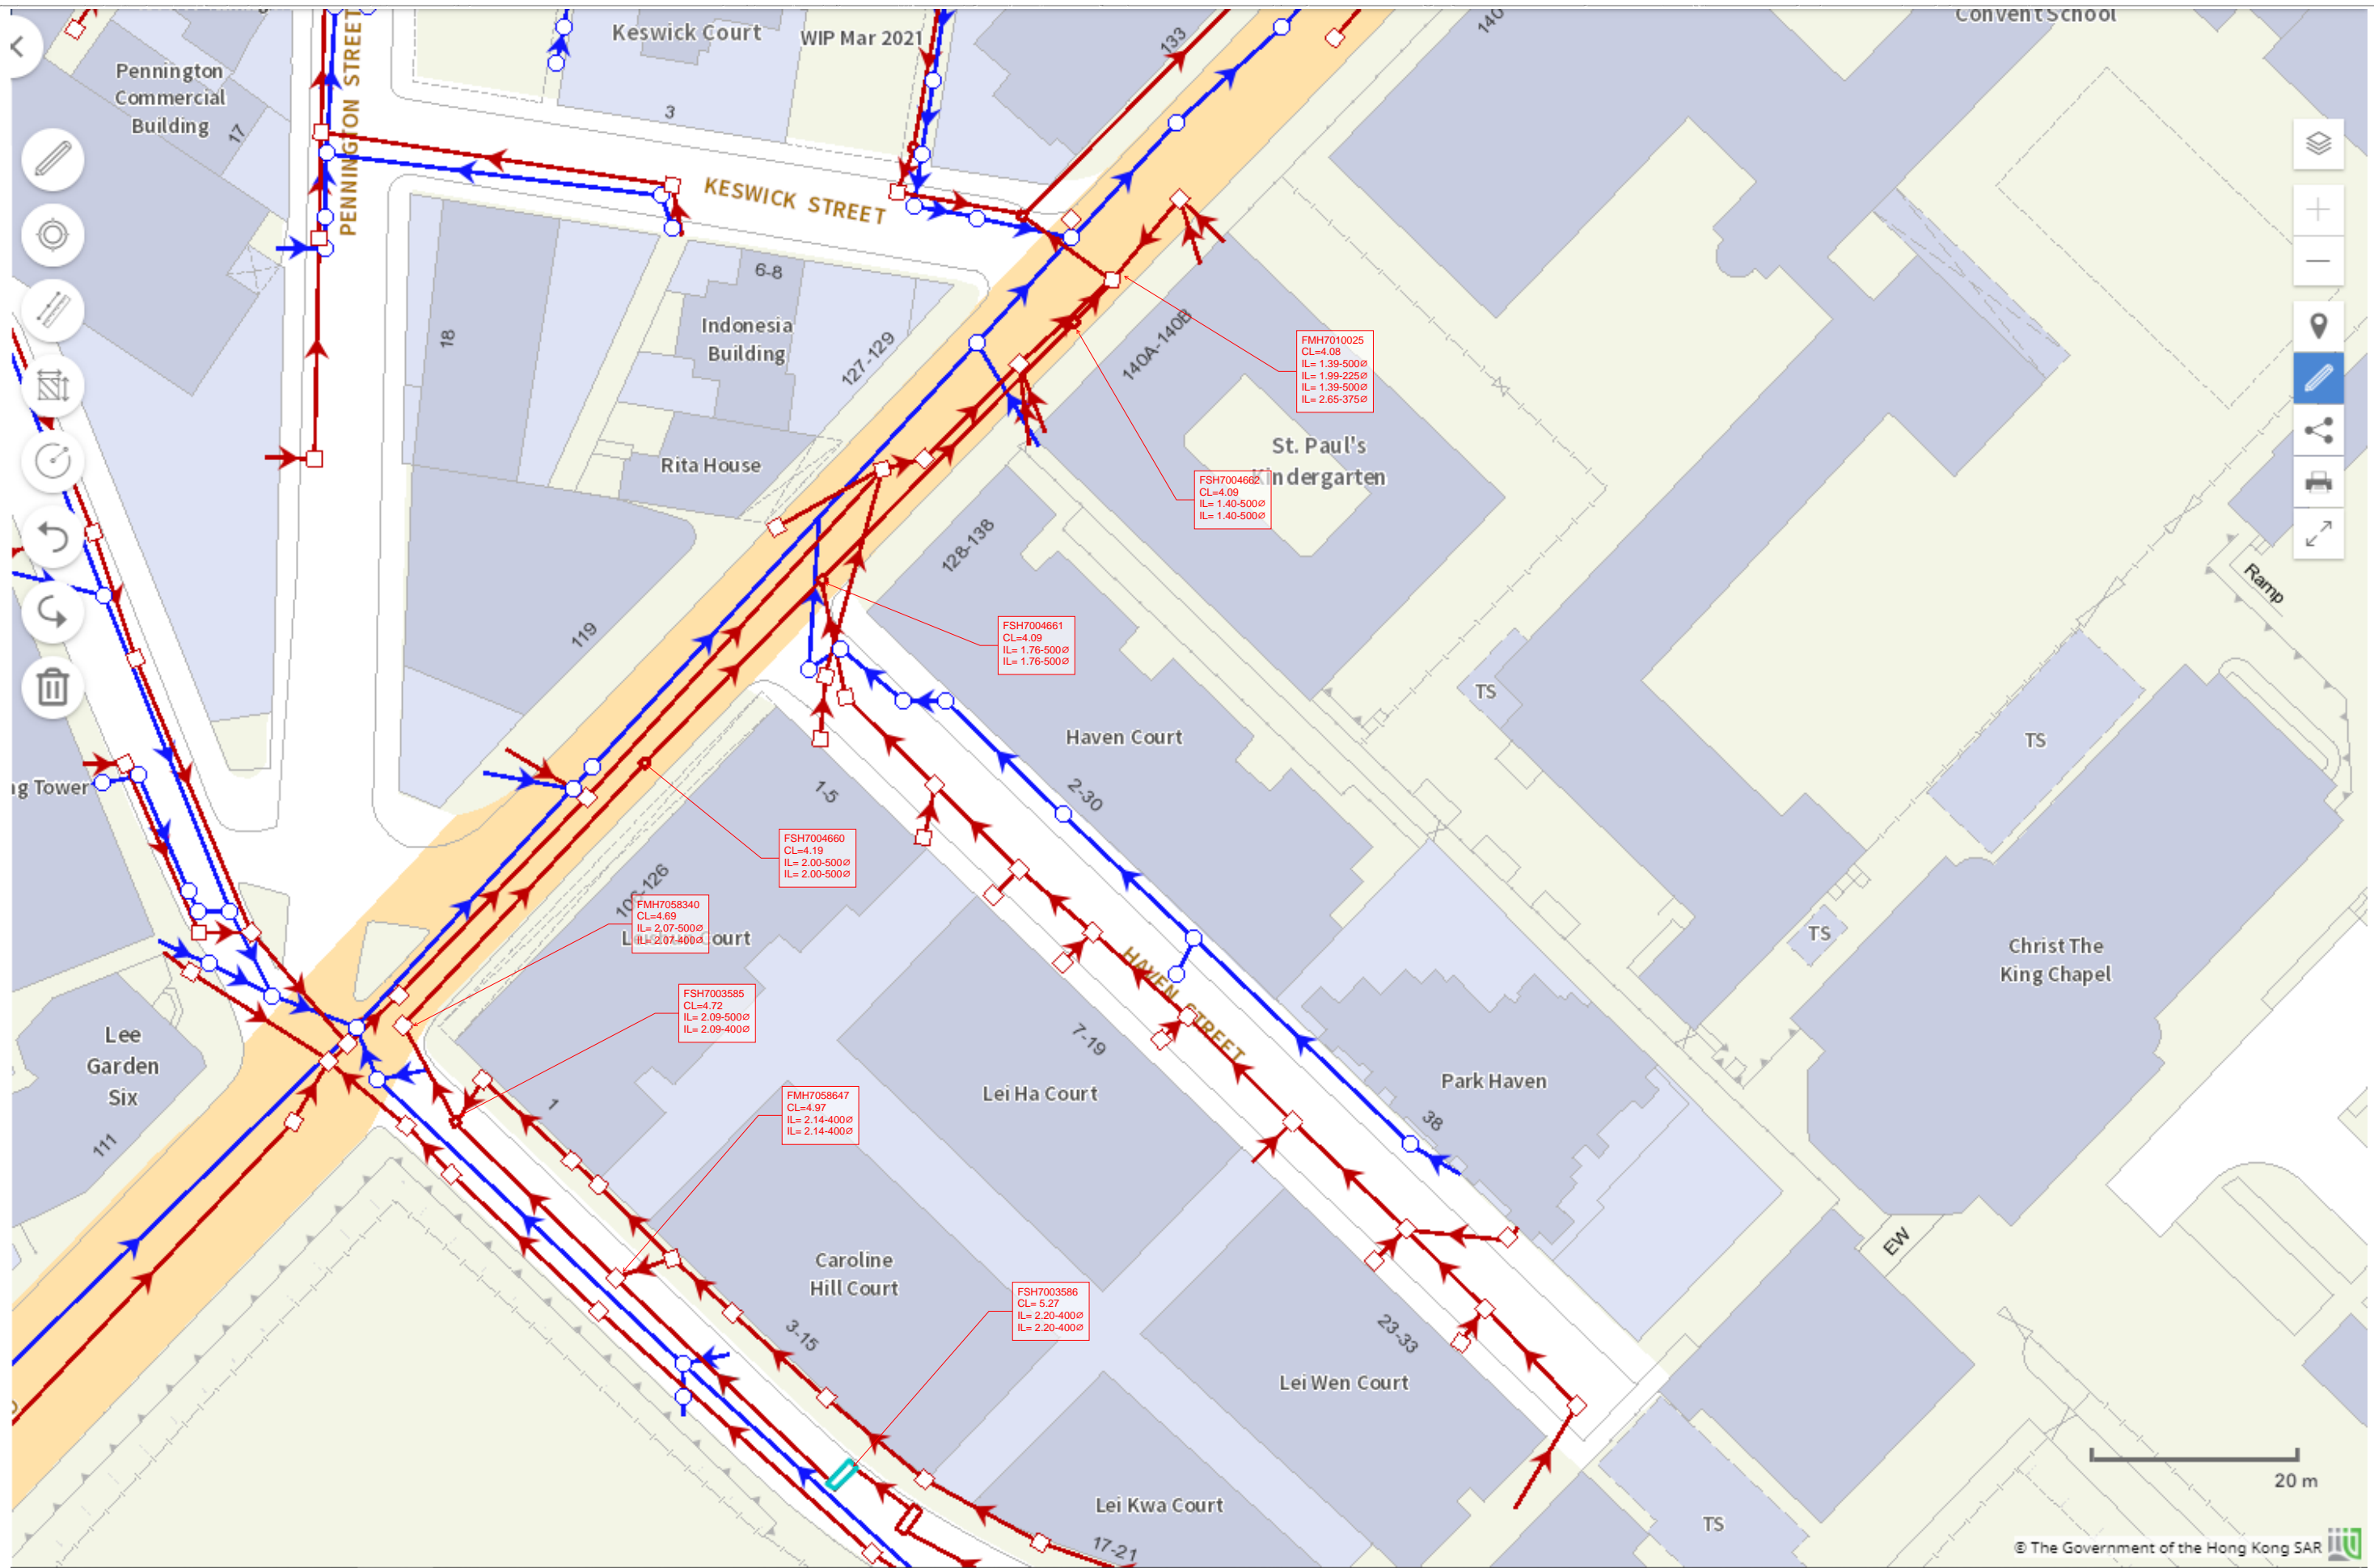 Convent School
Keswick Court
WIP Mar 2021
133
140
PENNINGTON STREET
Pennington
Commercial
Building
17
3
KESWICK STREET
6-8
Indonesia
Building
18
127-129
140A-140B
FMH7010025
CL=4.08
IL= 1.39-500Ø
IL= 1.99-225Ø
IL= 1.39-500Ø
IL= 2.65-375Ø
Rita House
St. Paul's
Kindergarten
FSH7004662
CL=4.09
IL= 1.40-500Ø
IL= 1.40-500Ø
128-138
Ramp
119
FSH7004661
CL=4.09
IL= 1.76-500Ø
IL= 1.76-500Ø
TS
Haven Court
TS
ng Tower
1-5
2-30
FSH7004660
CL=4.19
IL= 2.00-500Ø
IL= 2.00-500Ø
FMH7058340
CL=4.69
IL= 2.07-500Ø
IL= 2.07-400Ø
Court
TS
Christ The
King Chapel
HAVEN STREET
FSH7003585
CL=4.72
IL= 2.09-500Ø
IL= 2.09-400Ø
Lee
Garden
Six
111
7-19
1
Lei Ha Court
Park Haven
38
FMH7058647
CL=4.97
IL= 2.14-400Ø
IL= 2.14-400Ø
EW
Caroline
Hill Court
3-15
FSH7003586
CL= 5.27
IL= 2.20-400Ø
IL= 2.20-400Ø
23-33
Lei Wen Court
20 m
Lei Kwa Court
17-21
TS
© The Government of the Hong Kong SAR